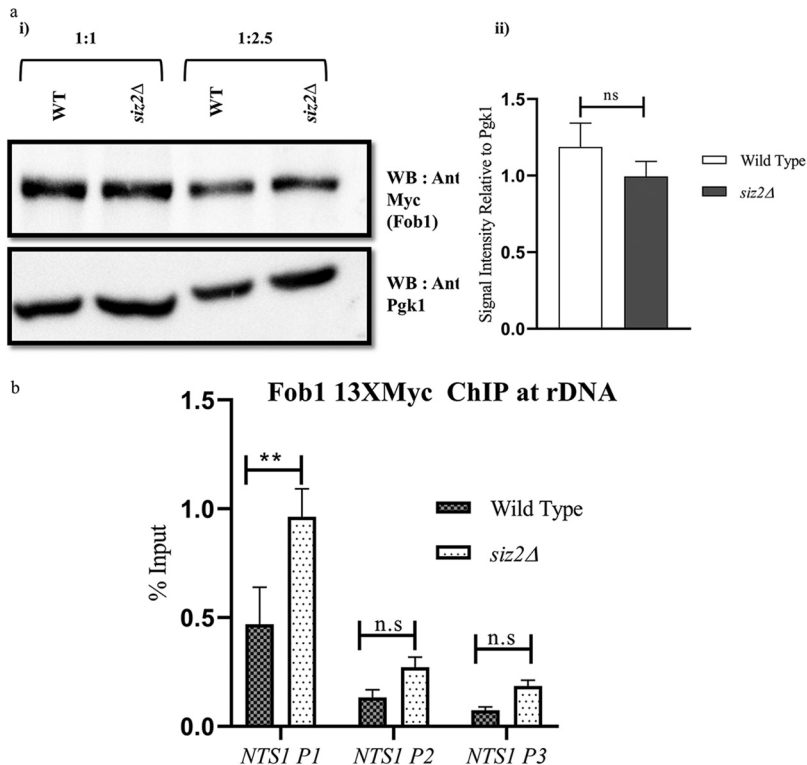 a
i)
1:1
1:2.5
WT
siz2Δ
WT
siz2Δ
WB : Ant
Myc
(Fob1)
WB : Ant
Pgk1
ii)
Signal Intensity Relative to Pgk1
1.5
1.0
0.5
0.0
ns
Wild Type
siz2Δ
b
Fob1 13XMyc ChIP at rDNA
% Input
1.5
1.0
0.5
0.0
**
n.s
n.s
Wild Type
siz2Δ
NTS1 P1
NTS1 P2
NTS1 P3